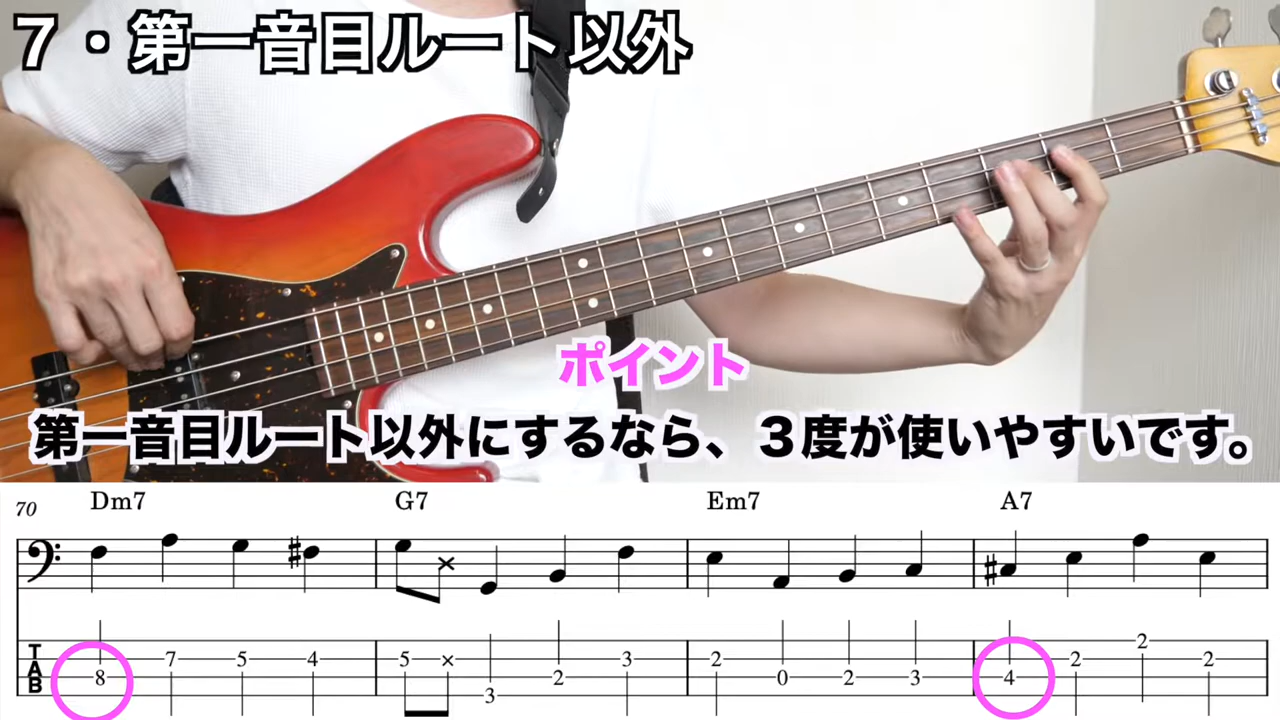 7・第一音目ルート以外
ポイント
第一音目ルート以外にするなら、3度が使いやすいです。
70 Dm7 G7 Em7 A7
T
A
B
2
7 5 4 5 × 3 2 2 2
8 2 0 2 3 4
3